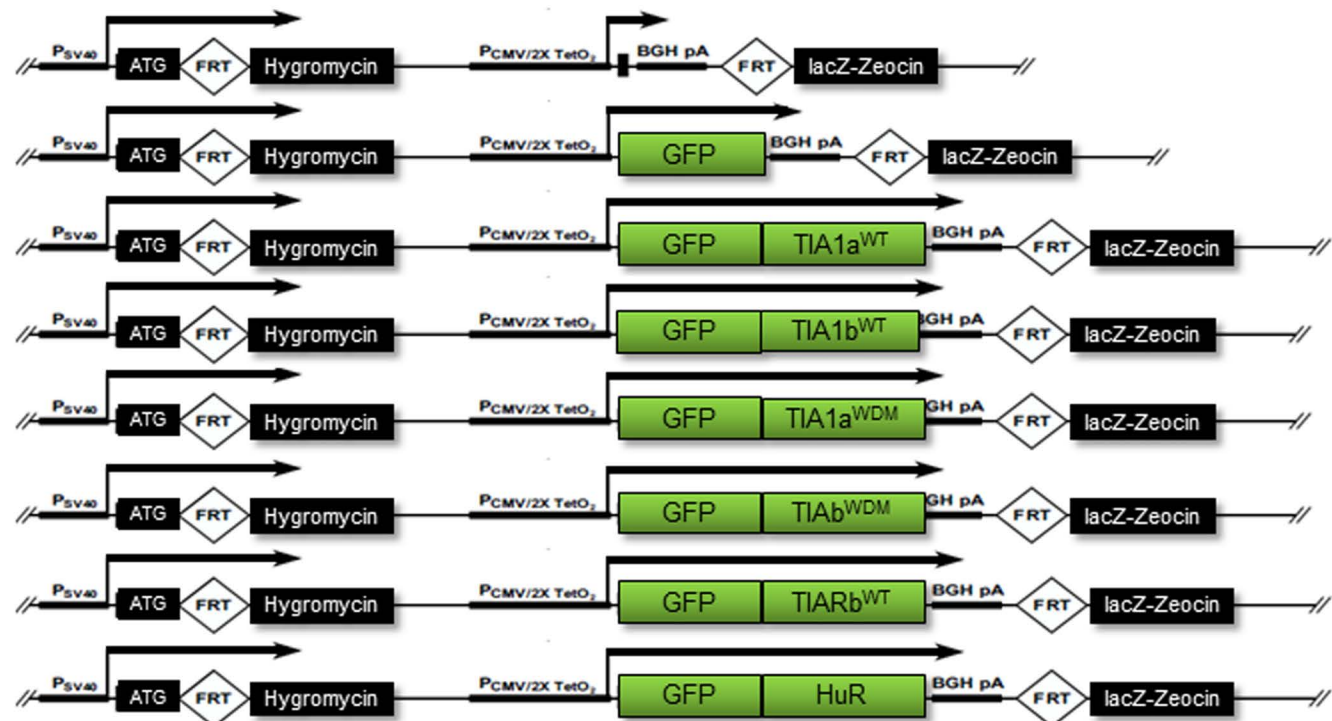 PSV40 ATG FRT Hygromycin PCMV/2X TetO2 BGH pA FRT lacZ-Zeocin
PSV40 ATG FRT Hygromycin PCMV/2X TetO2 GFP BGH pA FRT lacZ-Zeocin
PSV40 ATG FRT Hygromycin PCMV/2X TetO2 GFP TIA1aWT BGH pA FRT lacZ-Zeocin
PSV40 ATG FRT Hygromycin PCMV/2X TetO2 GFP TIA1bWT BGH pA FRT lacZ-Zeocin
PSV40 ATG FRT Hygromycin PCMV/2X TetO2 GFP TIA1aWDM GH pA FRT lacZ-Zeocin
PSV40 ATG FRT Hygromycin PCMV/2X TetO2 GFP TIAbWDM GH pA FRT lacZ-Zeocin
PSV40 ATG FRT Hygromycin PCMV/2X TetO2 GFP TIARbWT BGH pA FRT lacZ-Zeocin
PSV40 ATG FRT Hygromycin PCMV/2X TetO2 GFP HuR BGH pA FRT lacZ-Zeocin